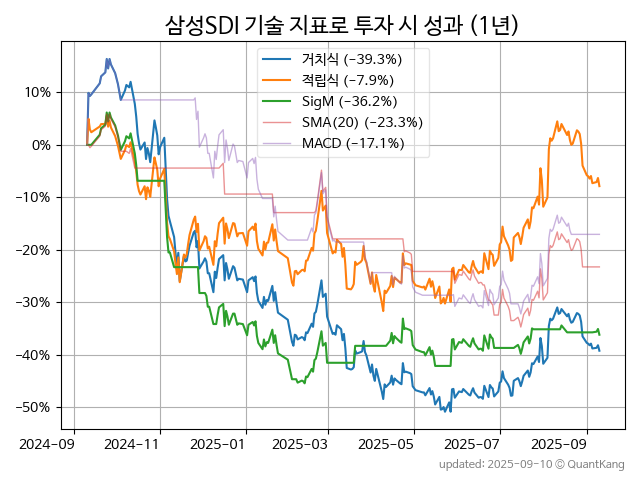 삼성SDI 기술 지표로 투자 시 성과 (1년)
거치식 (−39.3%)
적립식 (−7.9%)
SigM (−36.2%)
SMA(20) (−23.3%)
MACD (−17.1%)
10%
0%
−10%
−20%
−30%
−40%
−50%
2024-09 2024-11 2025-01 2025-03 2025-05 2025-07 2025-09
updated: 2025-09-10 © QuantKang